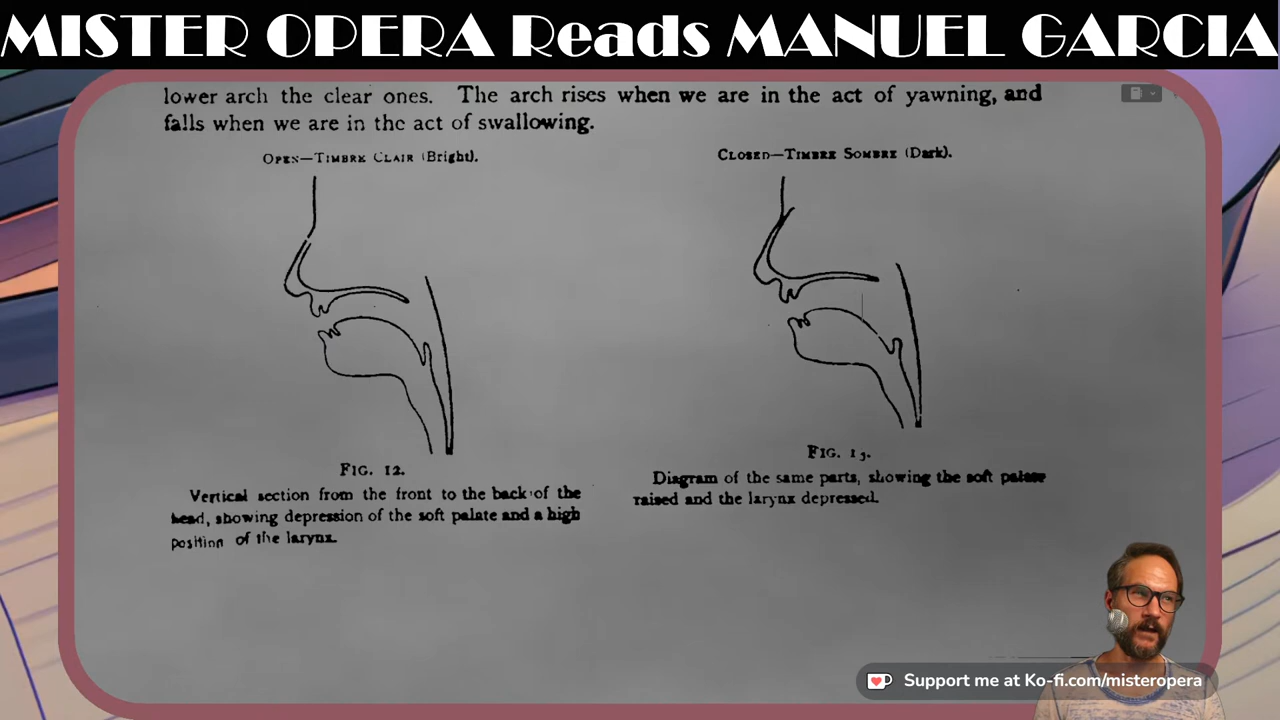 MISTER OPERA Reads MANUEL GARCIA
lower arch the clear ones. The arch rises when we are in the act of yawning, and
falls when we are in the act of swallowing.
OPEN—TIMBRE CLAIR (Bright).
CLOSED—TIMBRE SOMBRE (Dark).
FIG. 12.
Vertical section from the front to the back of the
head, showing depression of the soft palate and a high
position of the larynx.
FIG. 13.
Diagram of the same parts, showing the soft palate
raised and the larynx depressed.
Support me at Ko-fi.com/misteropera